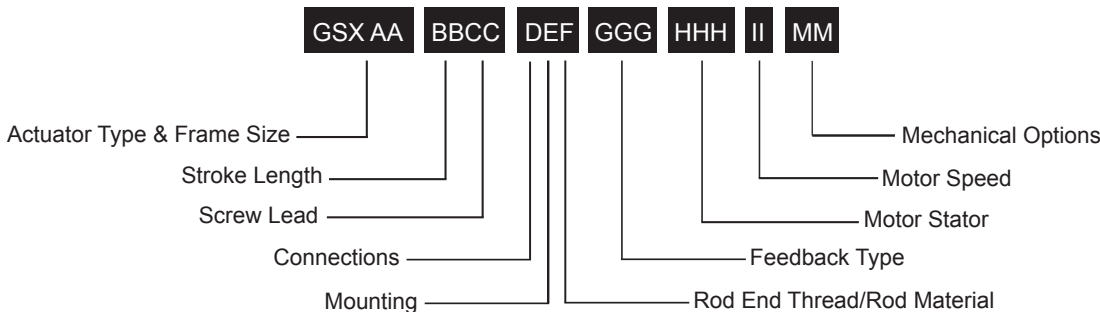 GSX AA BBCC DEF GGG HHH II MM
Actuator Type & Frame Size
Mechanical Options
Stroke Length
Motor Speed
Screw Lead
Motor Stator
Connections
Feedback Type
Mounting
Rod End Thread/Rod Material